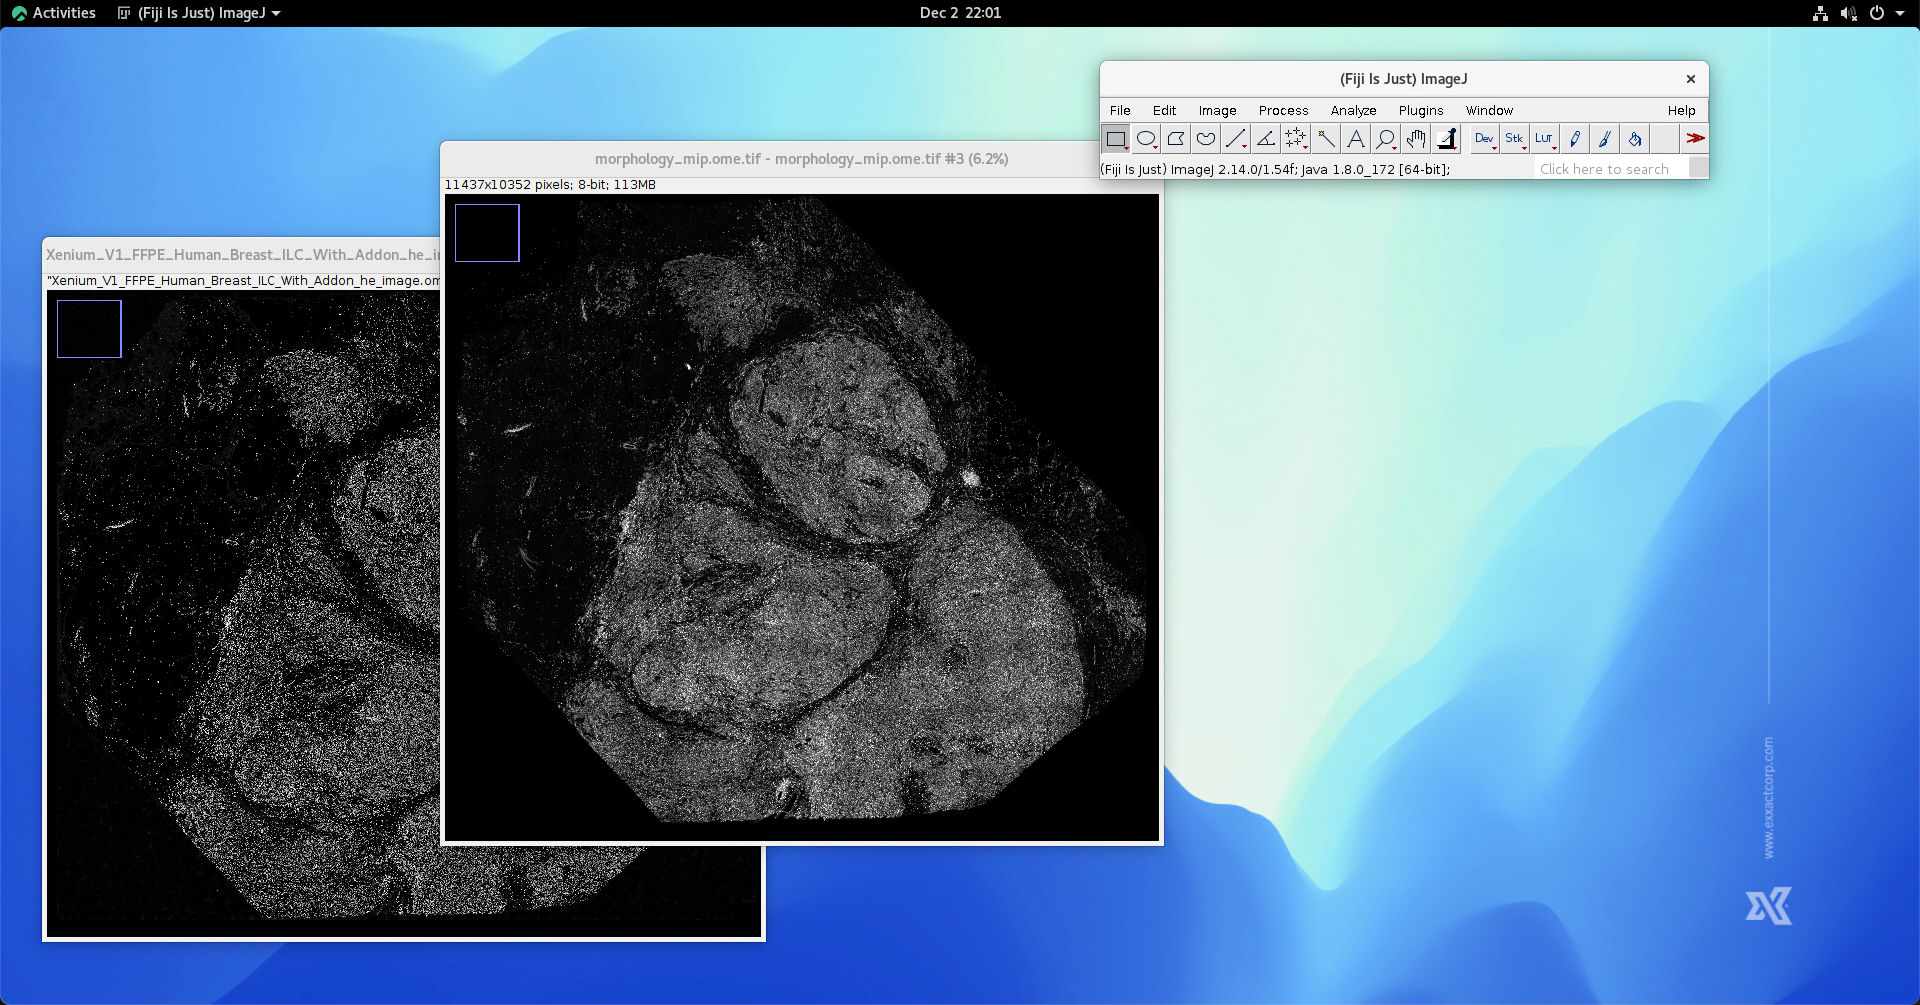 Activities
(Fiji Is Just) ImageJ
Dec 2 22:01
(Fiji Is Just) ImageJ
File Edit Image Process Analyze Plugins Window Help
Dev Stk LUT
(Fiji Is Just) ImageJ 2.14.0/1.54f; Java 1.8.0_172 [64-bit];
Click here to search
morphology_mip.ome.tif - morphology_mip.ome.tif #3 (6.2%)
11437x10352 pixels; 8-bit; 113MB
Xenium_V1_FFPE_Human_Breast_ILC_With_Addon_he_i
"Xenium_V1_FFPE_Human_Breast_ILC_With_Addon_he_image.om
www.exxactcorp.com